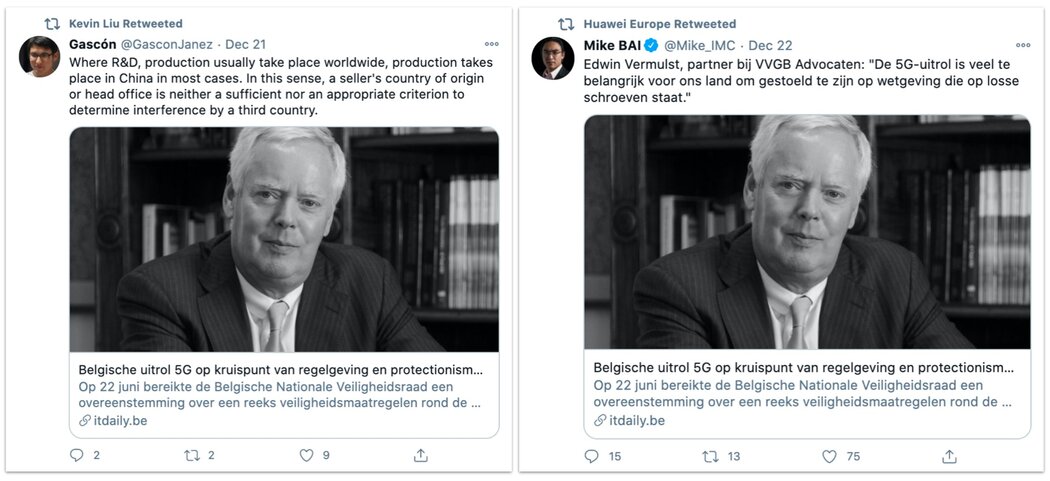 Kevin Liu Retweeted
Gascón @GasconJanez · Dec 21
Where R&D, production usually take place worldwide, production takes
place in China in most cases. In this sense, a seller's country of origin
or head office is neither a sufficient nor an appropriate criterion to
determine interference by a third country.
Belgische uitrol 5G op kruispunt van regelgeving en protectionism...
Op 22 juni bereikte de Belgische Nationale Veiligheidsraad een
overeenstemming over een reeks veiligheidsmaatregelen rond de ...
itdaily.be
2 2 9
Huawei Europe Retweeted
Mike BAI @Mike_IMC · Dec 22
Edwin Vermulst, partner bij VVGB Advocaten: "De 5G-uitrol is veel te
belangrijk voor ons land om gestoeld te zijn op wetgeving die op losse
schroeven staat."
Belgische uitrol 5G op kruispunt van regelgeving en protectionism...
Op 22 juni bereikte de Belgische Nationale Veiligheidsraad een
overeenstemming over een reeks veiligheidsmaatregelen rond de ...
itdaily.be
15 13 75